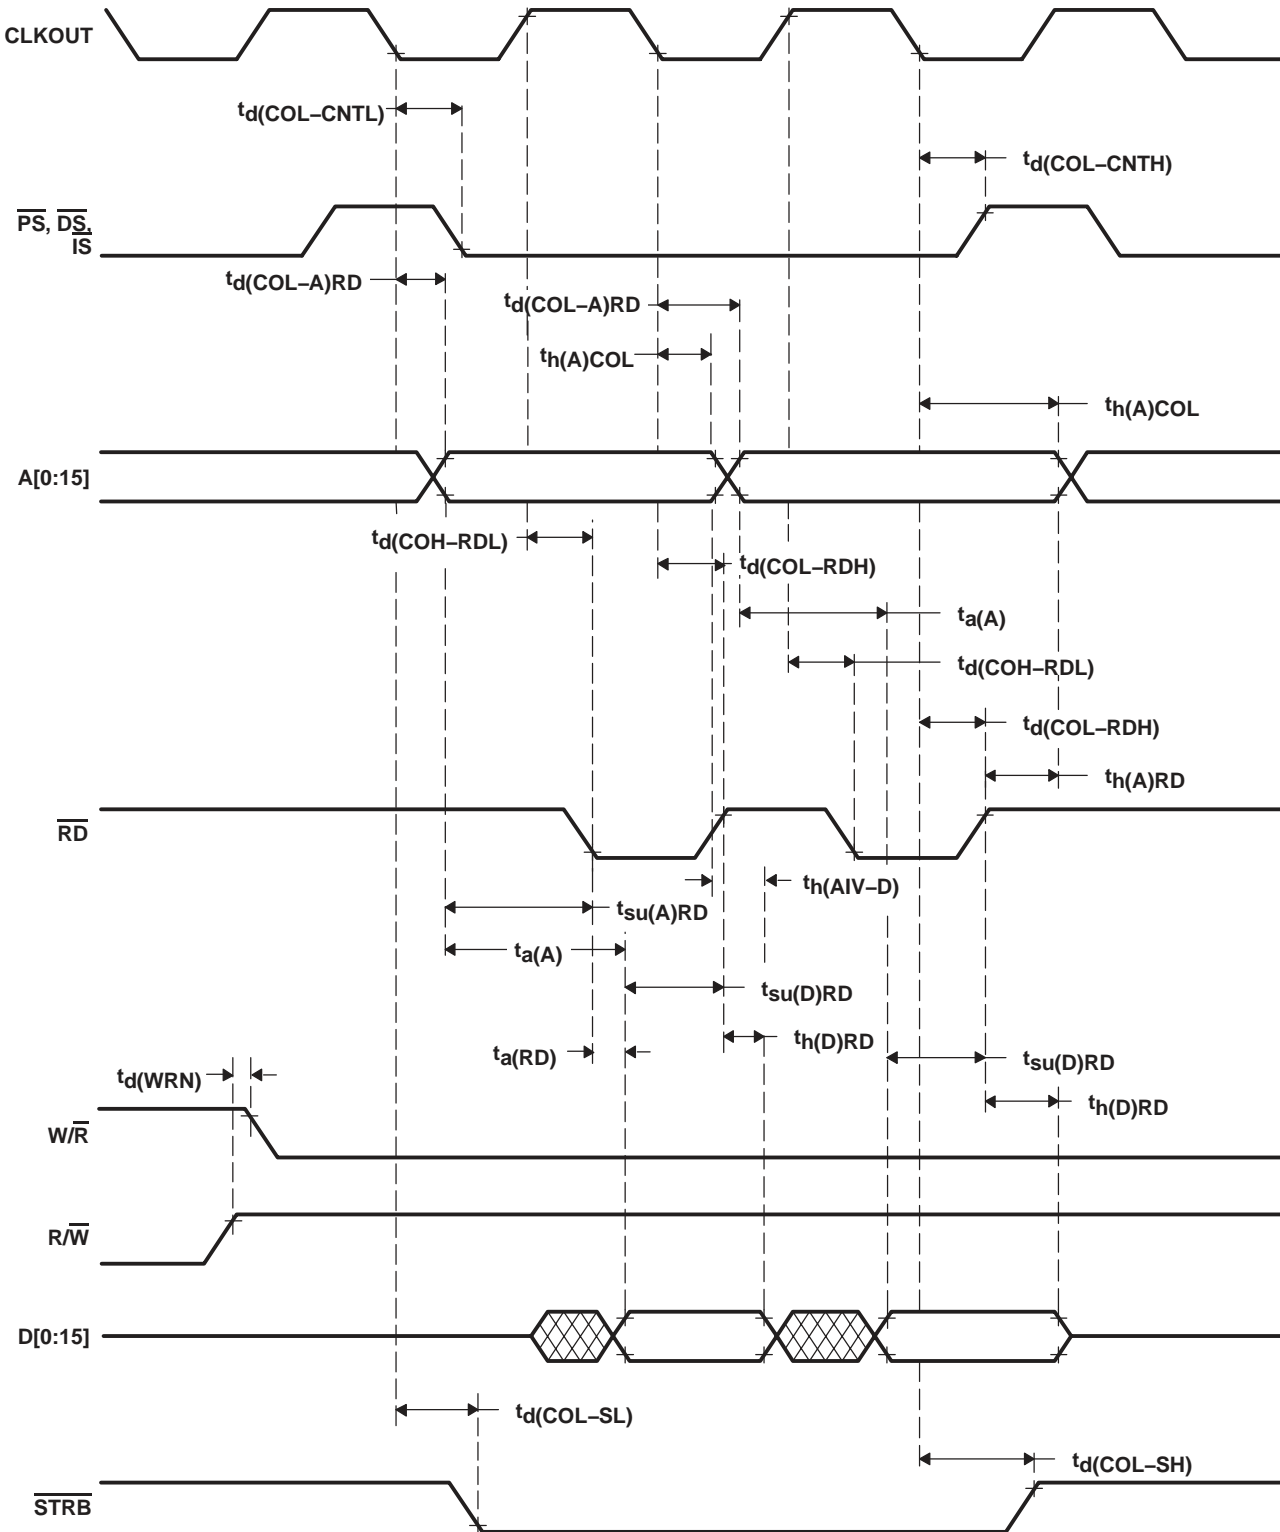 CLKOUT
td(COL–CNTL)
td(COL–CNTH)
PS, DS,
IS
td(COL–A)RD
td(COL–A)RD
th(A)COL
th(A)COL
A[0:15]
td(COH–RDL)
td(COL–RDH)
ta(A)
td(COH–RDL)
td(COL–RDH)
th(A)RD
RD
th(AIV–D)
tsu(A)RD
ta(A)
tsu(D)RD
th(D)RD
ta(RD)
tsu(D)RD
td(WRN)
th(D)RD
W/R
R/W
D[0:15]
td(COL–SL)
td(COL–SH)
STRB